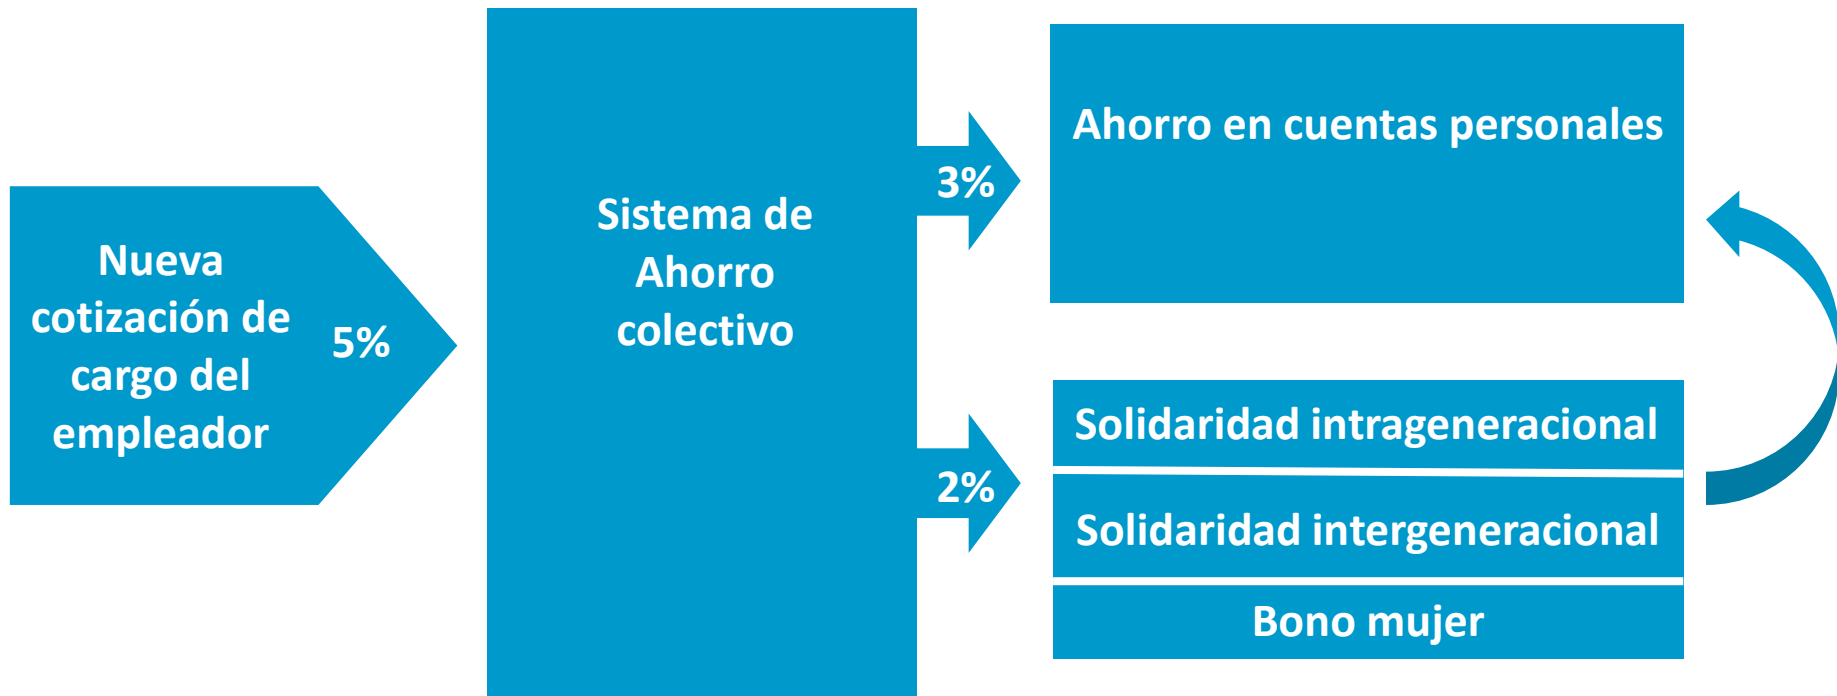 Nueva
cotización de
cargo del
empleador
5%
Sistema de
Ahorro
colectivo
3%
2%
Ahorro en cuentas personales
Solidaridad intrageneracional
Solidaridad intergeneracional
Bono mujer